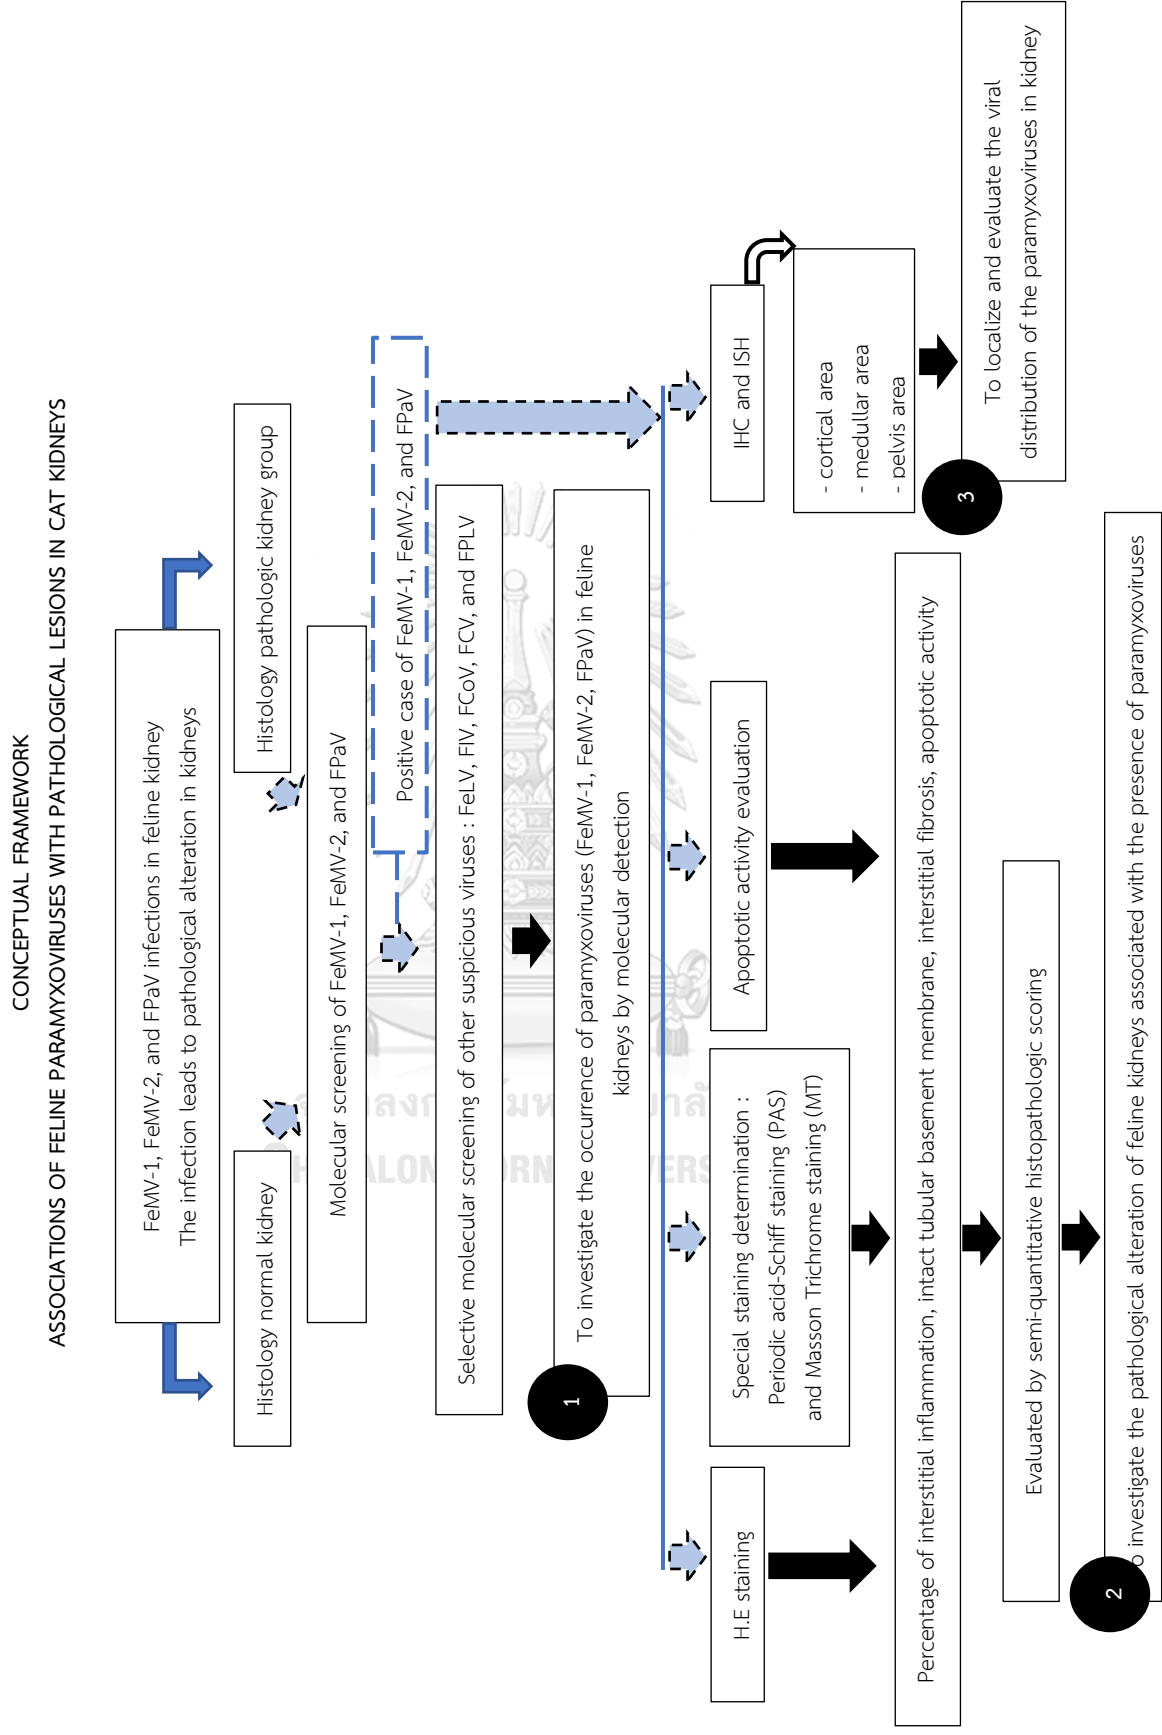 CONCEPTUAL FRAMEWORK
ASSOCIATIONS OF FELINE PARAMYXOVIRUSES WITH PATHOLOGICAL LESIONS IN CAT KIDNEYS
FeMV-1, FeMV-2, and FPaV infections in feline kidney
The infection leads to pathological alteration in kidneys
Histology normal kidney
Histology pathologic kidney group
Molecular screening of FeMV-1, FeMV-2, and FPaV
Positive case of FeMV-1, FeMV-2, and FPaV
Selective molecular screening of other suspicious viruses : FeLV, FIV, FCoV, FCV, and FPLV
1
To investigate the occurrence of paramyxoviruses (FeMV-1, FeMV-2, FPaV) in feline
kidneys by molecular detection
H.E staining
Special staining determination :
Periodic acid-Schiff staining (PAS)
and Masson Trichrome staining (MT)
Apoptotic activity evaluation
IHC and ISH
- cortical area
- medullar area
- pelvis area
Percentage of interstitial inflammation, intact tubular basement membrane, interstitial fibrosis, apoptotic activity
3
To localize and evaluate the viral
distribution of the paramyxoviruses in kidney
Evaluated by semi-quantitative histopathologic scoring
2
o investigate the pathological alteration of feline kidneys associated with the presence of paramyxoviruses